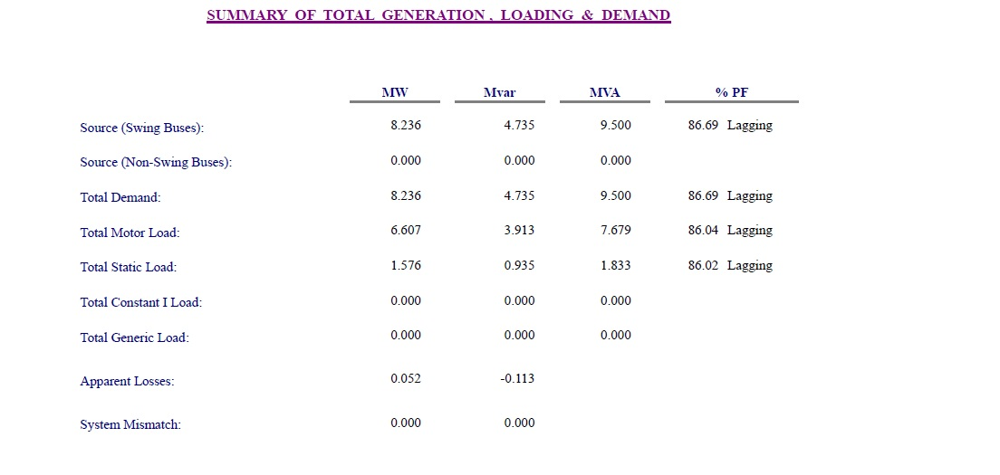 SUMMARY OF TOTAL GENERATION , LOADING & DEMAND
MW Mvar MVA % PF
Source (Swing Buses): 8.236 4.735 9.500 86.69 Lagging
Source (Non-Swing Buses): 0.000 0.000 0.000
Total Demand: 8.236 4.735 9.500 86.69 Lagging
Total Motor Load: 6.607 3.913 7.679 86.04 Lagging
Total Static Load: 1.576 0.935 1.833 86.02 Lagging
Total Constant I Load: 0.000 0.000 0.000
Total Generic Load: 0.000 0.000 0.000
Apparent Losses: 0.052 -0.113
System Mismatch: 0.000 0.000